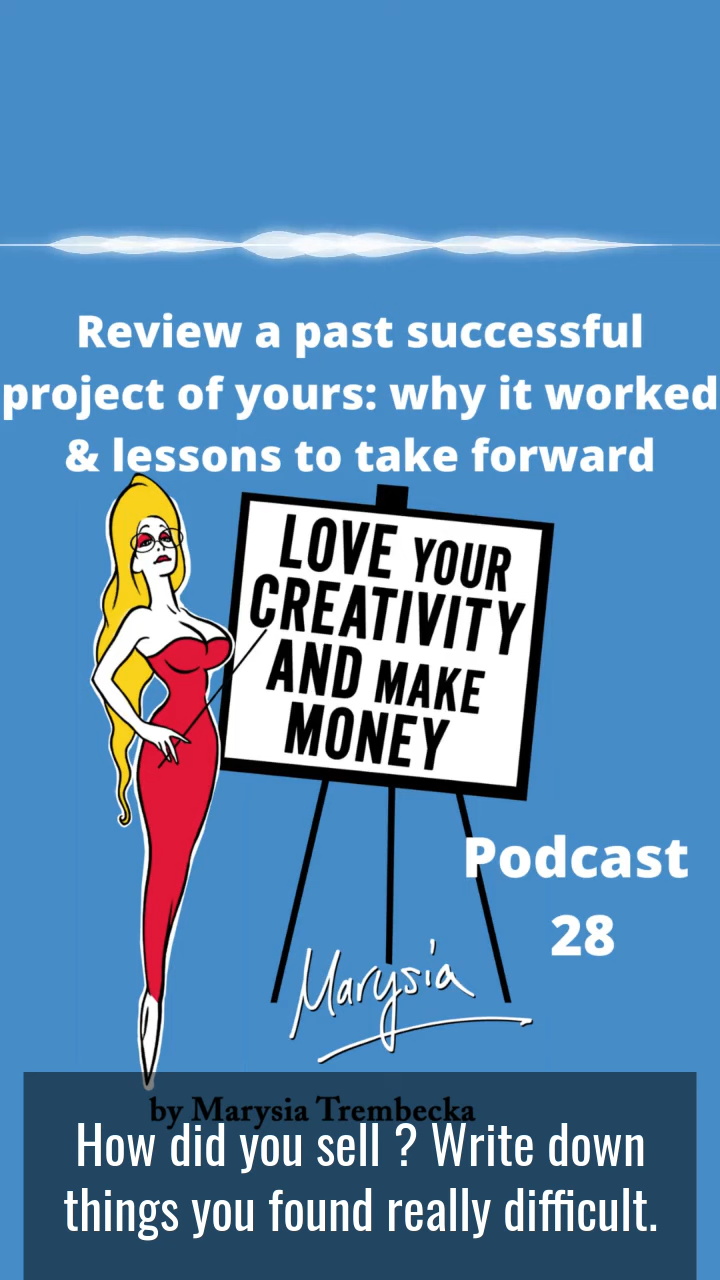 Review a past successful
project of yours: why it worked
& lessons to take forward
LOVE YOUR
CREATIVITY
AND MAKE
MONEY
Podcast
28
Marysia
by Marysia Trembecka
How did you sell ? Write down
things you found really difficult.